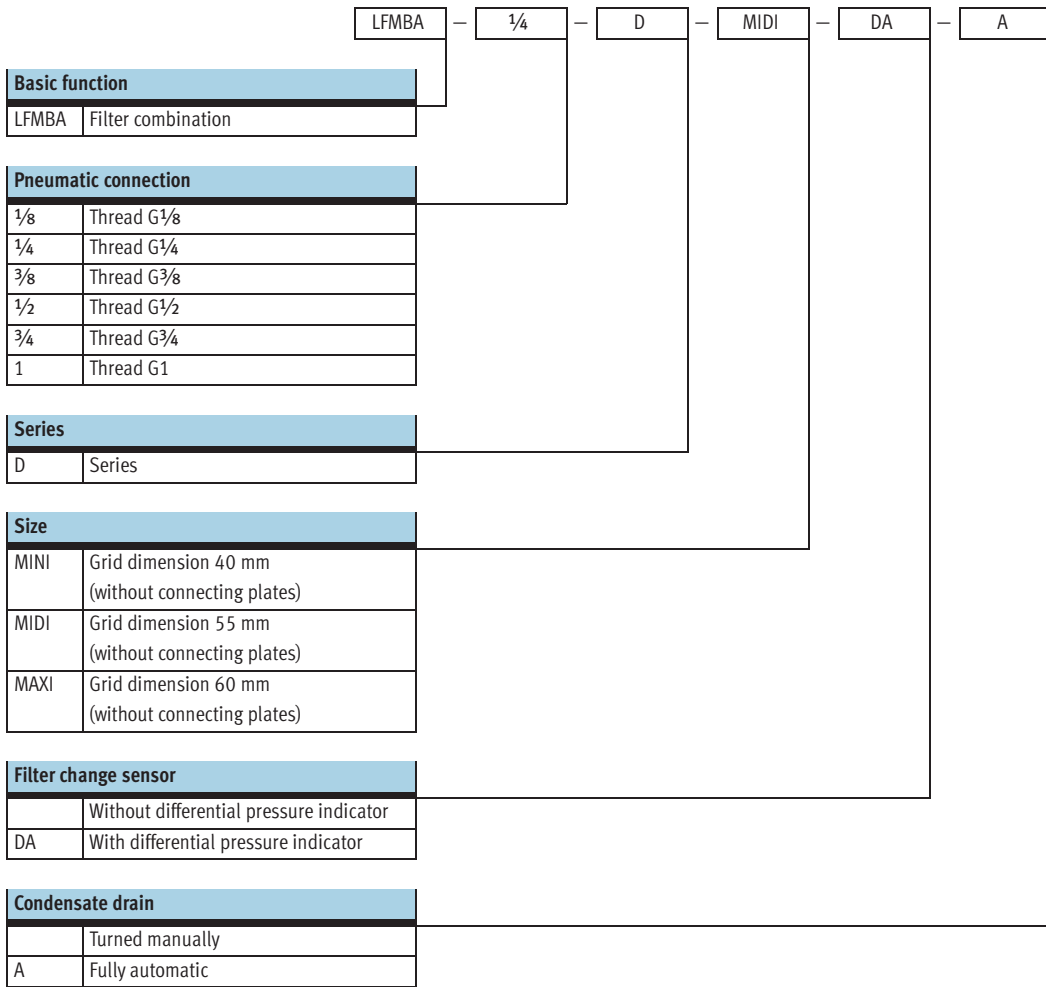 LFMBA – ¼ – D – MIDI – DA – A
Basic function
LFMBA Filter combination
Pneumatic connection
⅛ Thread G⅛
¼ Thread G¼
⅜ Thread G⅜
½ Thread G½
¾ Thread G¾
1 Thread G1
Series
D Series
Size
MINI Grid dimension 40 mm
(without connecting plates)
MIDI Grid dimension 55 mm
(without connecting plates)
MAXI Grid dimension 60 mm
(without connecting plates)
Filter change sensor
Without differential pressure indicator
DA With differential pressure indicator
Condensate drain
Turned manually
A Fully automatic